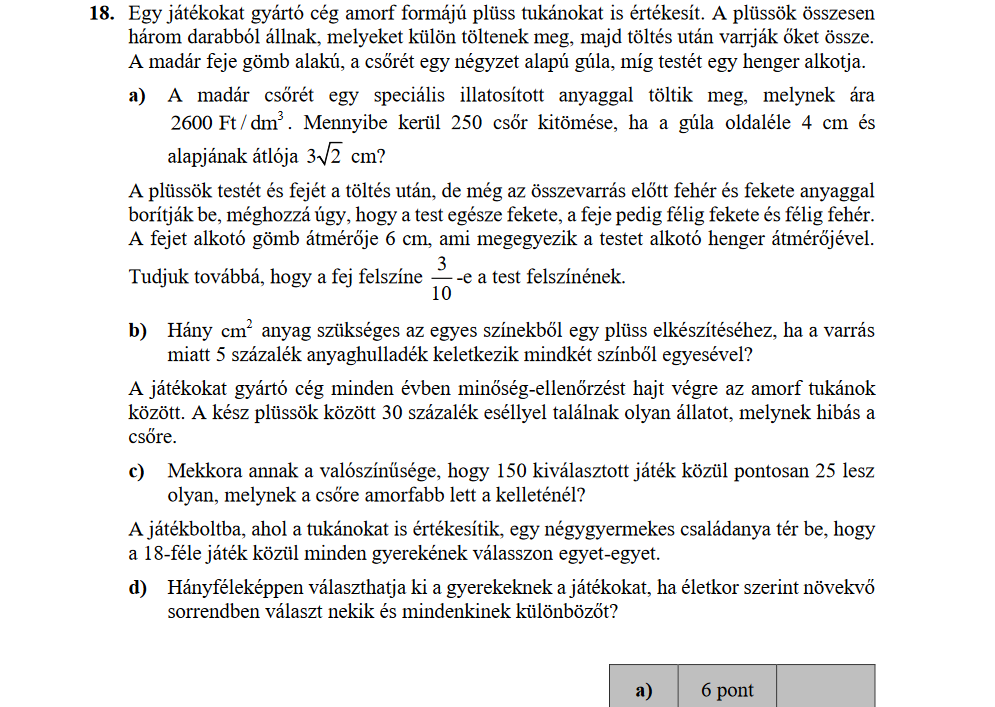 18. Egy játékokat gyártó cég amorf formájú plüss tukánokat is értékesít. A plüssök összesen
három darabból állnak, melyeket külön töltenek meg, majd töltés után varrják őket össze.
A madár feje gömb alakú, a csőrét egy négyzet alapú gúla, míg testét egy henger alkotja.
a) A madár csőrét egy speciális illatosított anyaggal töltik meg, melynek ára
2600 Ft / dm³. Mennyibe kerül 250 csőr kitömése, ha a gúla oldaléle 4 cm és
alapjának átlója 3√2 cm?
A plüssök testét és fejét a töltés után, de még az összevarrás előtt fehér és fekete anyaggal
borítják be, méghozzá úgy, hogy a test egésze fekete, a feje pedig félig fekete és félig fehér.
A fejet alkotó gömb átmérője 6 cm, ami megegyezik a testet alkotó henger átmérőjével.
Tudjuk továbbá, hogy a fej felszíne 3/10 -e a test felszínének.
b) Hány cm² anyag szükséges az egyes színekből egy plüss elkészítéséhez, ha a varrás
miatt 5 százalék anyaghulladék keletkezik mindkét színből egyesével?
A játékokat gyártó cég minden évben minőség-ellenőrzést hajt végre az amorf tukánok
között. A kész plüssök között 30 százalék eséllyel találnak olyan állatot, melynek hibás a
csőre.
c) Mekkora annak a valószínűsége, hogy 150 kiválasztott játék közül pontosan 25 lesz
olyan, melynek a csőre amorfabb lett a kelleténél?
A játékboltba, ahol a tukánokat is értékesítik, egy négygyermekes családanya tér be, hogy
a 18-féle játék közül minden gyerekének válasszon egyet-egyet.
d) Hányféleképpen választhatja ki a gyerekeknek a játékokat, ha életkor szerint növekvő
sorrendben választ nekik és mindenkinek különbözőt?
a) 6 pont